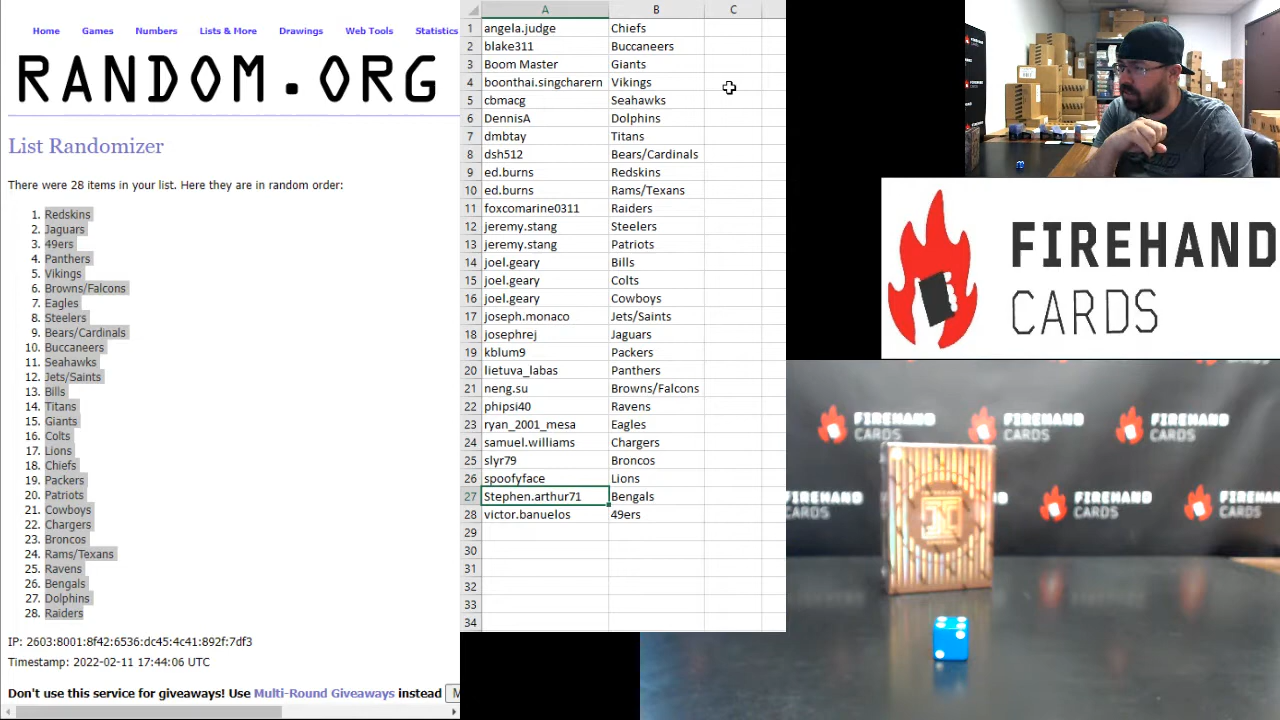 Home Games Numbers Lists & More Drawings Web Tools Statistics
RANDOM.ORG
List Randomizer
There were 28 items in your list. Here they are in random order:
1. Redskins
2. Jaguars
3. 49ers
4. Panthers
5. Vikings
6. Browns/Falcons
7. Eagles
8. Steelers
9. Bears/Cardinals
10. Buccaneers
11. Seahawks
12. Jets/Saints
13. Bills
14. Titans
15. Giants
16. Colts
17. Lions
18. Chiefs
19. Packers
20. Patriots
21. Cowboys
22. Chargers
23. Broncos
24. Rams/Texans
25. Ravens
26. Bengals
27. Dolphins
28. Raiders
IP: 2603:8001:8f42:6536:dc45:4c41:892f:7df3
Timestamp: 2022-02-11 17:44:06 UTC
Don't use this service for giveaways! Use Multi-Round Giveaways instead
A B C
1 angela.judge Chiefs
2 blake311 Buccaneers
3 Boom Master Giants
4 boonthai.singcharern Vikings
5 cbmacg Seahawks
6 DennisA Dolphins
7 dmbtay Titans
8 dsh512 Bears/Cardinals
9 ed.burns Redskins
10 ed.burns Rams/Texans
11 foxcomarine0311 Raiders
12 jeremy.stang Steelers
13 jeremy.stang Patriots
14 joel.geary Bills
15 joel.geary Colts
16 joel.geary Cowboys
17 joseph.monaco Jets/Saints
18 josephrej Jaguars
19 kblum9 Packers
20 lietuva_labas Panthers
21 neng.su Browns/Falcons
22 phipsi40 Ravens
23 ryan_2001_mesa Eagles
24 samuel.williams Chargers
25 slyr79 Broncos
26 spoofyface Lions
27 Stephen.arthur71 Bengals
28 victor.banuelos 49ers
29
30
31
32
33
34
FIREHAND
CARDS
FIREHAND
CARDS
FIREHAND
CARDS
FIREHAND
CARDS
FIREHAND
CARDS
FIREHAND
CARDS
CARDS